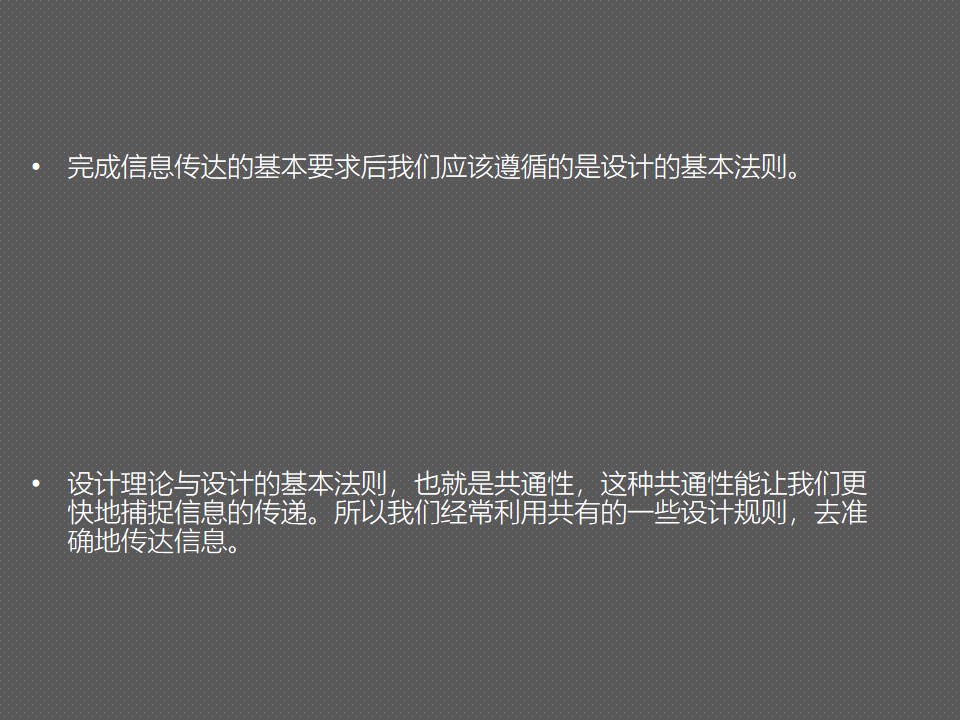 • 完成信息传达的基本要求后我们应该遵循的是设计的基本法则。
• 设计理论与设计的基本法则，也就是共通性，这种共通性能让我们更
快地捕捉信息的传递。所以我们经常利用共有的一些设计规则，去准
确地传达信息。